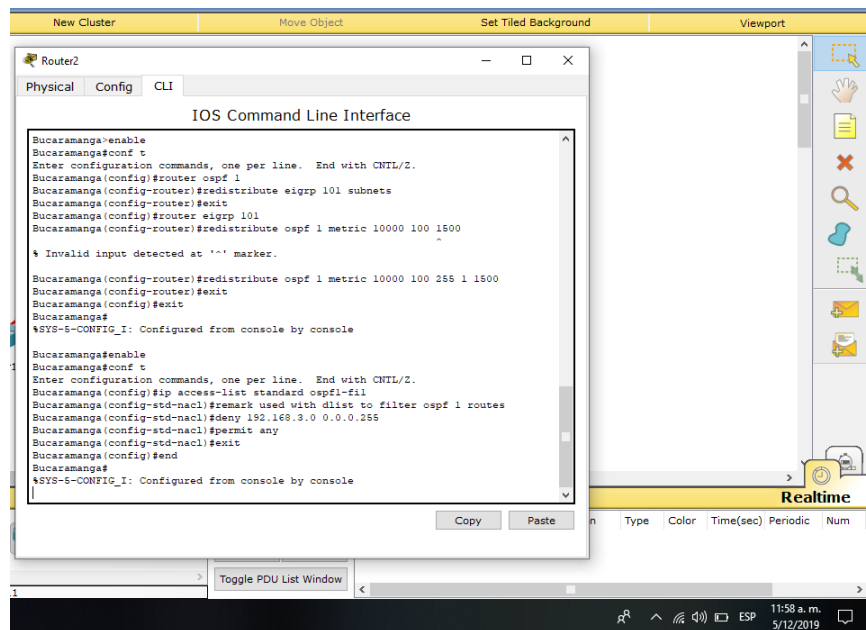 New Cluster Move Object Set Tiled Background Viewport
Router2
Physical Config CLI
IOS Command Line Interface
Bucaramanga>enable
Bucaramanga#conf t
Enter configuration commands, one per line. End with CNTL/Z.
Bucaramanga(config)#router ospf 1
Bucaramanga(config-router)#redistribute eigrp 101 subnets
Bucaramanga(config-router)#exit
Bucaramanga(config)#router eigrp 101
Bucaramanga(config-router)#redistribute ospf 1 metric 10000 100 1500
^
% Invalid input detected at '^' marker.
Bucaramanga(config-router)#redistribute ospf 1 metric 10000 100 255 1 1500
Bucaramanga(config-router)#exit
Bucaramanga(config)#exit
Bucaramanga#
%SYS-5-CONFIG_I: Configured from console by console
Bucaramanga#enable
Bucaramanga#conf t
Enter configuration commands, one per line. End with CNTL/Z.
Bucaramanga(config)#ip access-list standard ospf1-fil
Bucaramanga(config-std-nacl)#remark used with dlist to filter ospf 1 routes
Bucaramanga(config-std-nacl)#deny 192.168.3.0 0.0.0.255
Bucaramanga(config-std-nacl)#permit any
Bucaramanga(config-std-nacl)#exit
Bucaramanga(config)#end
Bucaramanga#
%SYS-5-CONFIG_I: Configured from console by console
Copy Paste
Realtime
n Type Color Time(sec) Periodic Num
Toggle PDU List Window
ESP
11:58 a. m.
5/12/2019